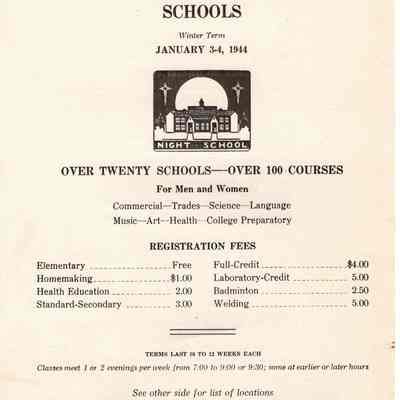 SCHOOLS
Winter Term
JANUARY 3-4, 1944
NIGHT SCHOOL
OVER TWENTY SCHOOLS—OVER 100 COURSES
For Men and Women
Commercial—Trades—Science—Language
Music—Art—Health—College Preparatory
REGISTRATION FEES
Elementary Free Full-Credit $4.00
Homemaking $1.00 Laboratory-Credit 5.00
Health Education 2.00 Badminton 2.50
Standard-Secondary 3.00 Welding 5.00
TERMS LAST 10 TO 12 WEEKS EACH
Classes meet 1 or 2 evenings per week from 7:00 to 9:00 or 9:30; some at earlier or later hours
See other side for list of locations